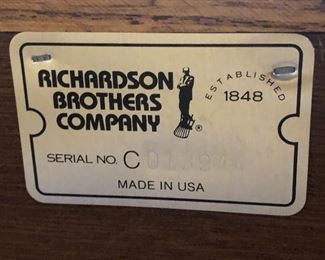 RICHARDSON
BROTHERS
COMPANY
®
ESTABLISHED
1848
SERIAL NO. C
MADE IN USA